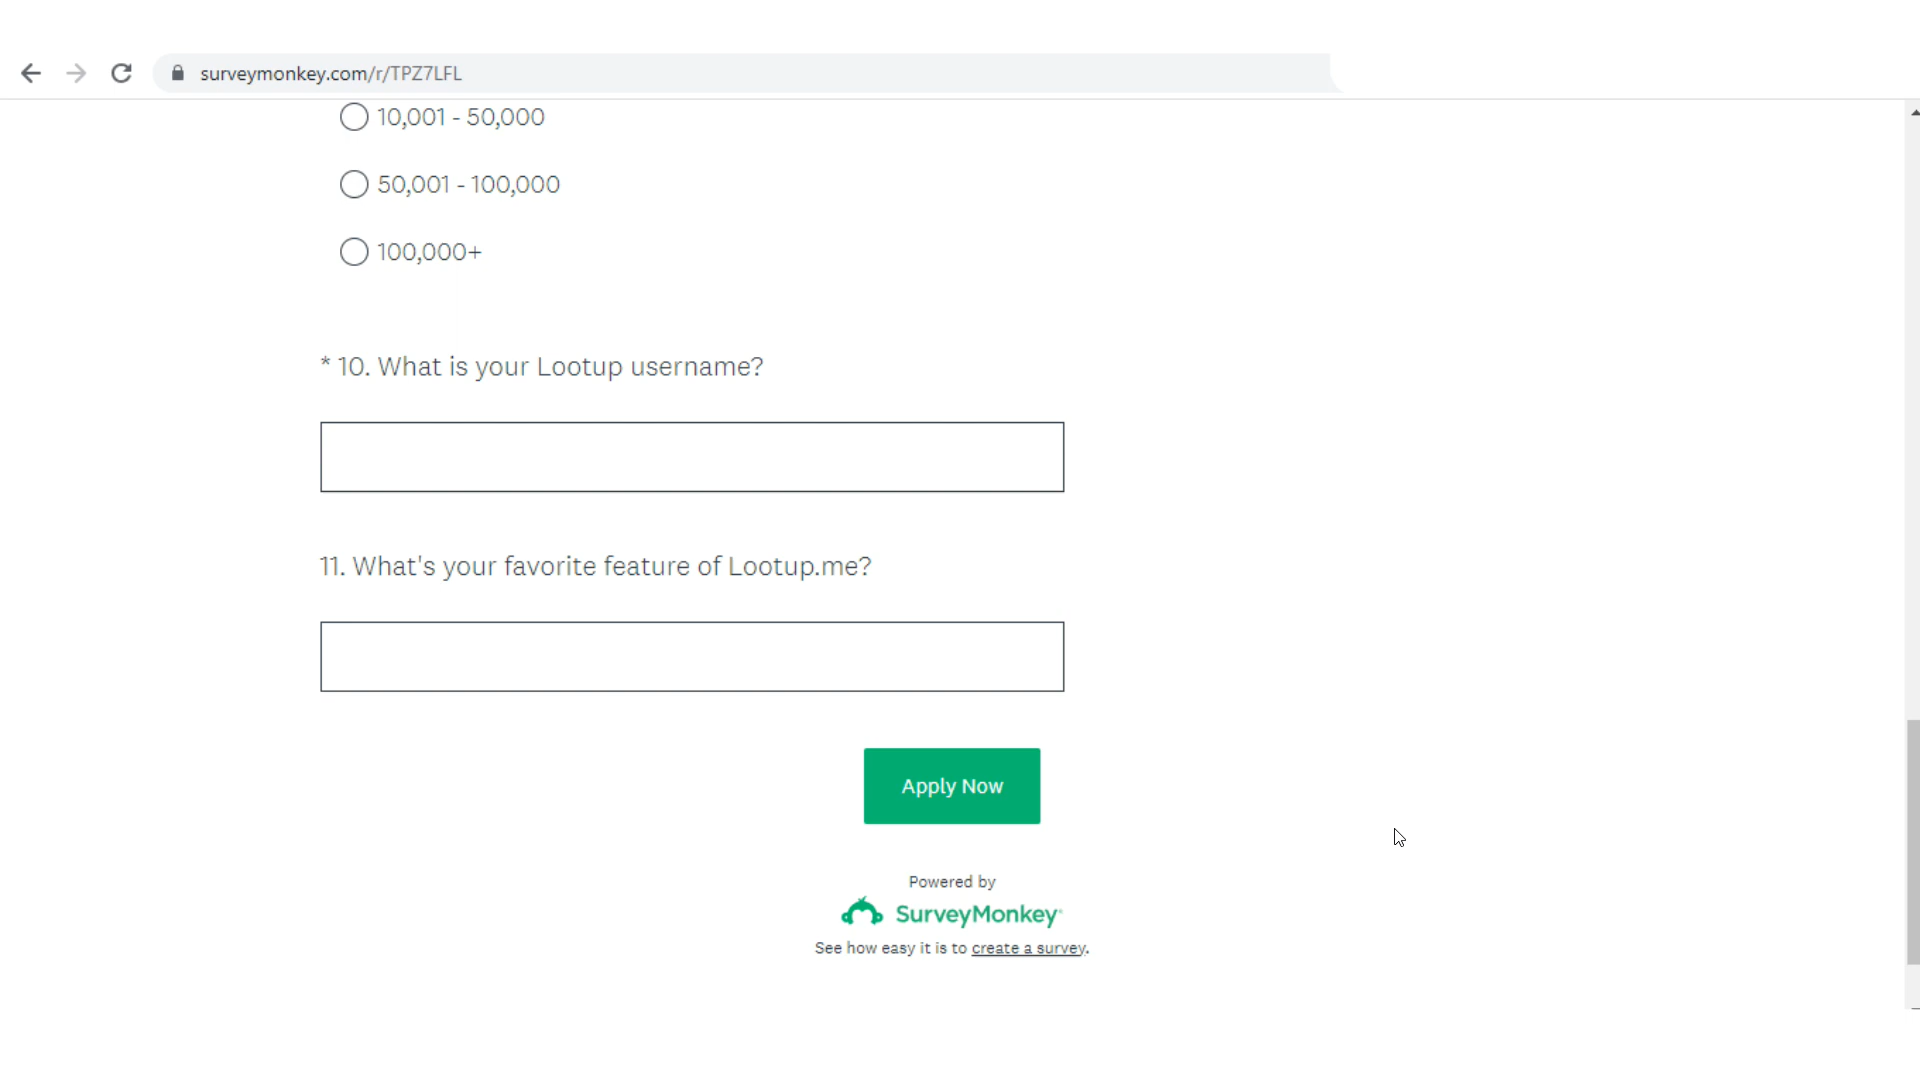 surveymonkey.com/r/TPZ7LFL
10,001 - 50,000
50,001 - 100,000
100,000+
* 10. What is your Lootup username?
11. What's your favorite feature of Lootup.me?
Apply Now
Powered by
SurveyMonkey
See how easy it is to create a survey.